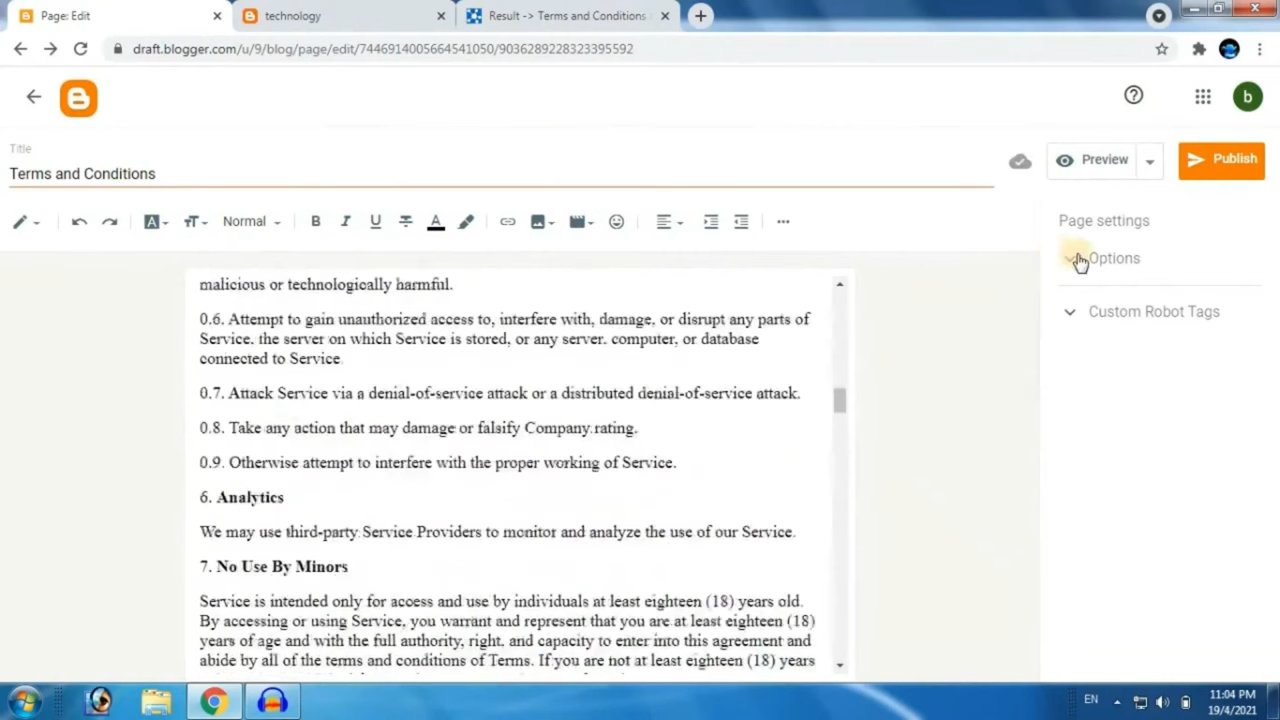 Page: Edit
technology
Result -> Terms and Conditions
draft.blogger.com/u/9/blog/page/edit/7446914005664541050/9036289228323395592
b
Title
Terms and Conditions
Preview
Publish
Normal
B I U A
Page settings
Options
Custom Robot Tags
malicious or technologically harmful.
0.6. Attempt to gain unauthorized access to, interfere with, damage, or disrupt any parts of
Service, the server on which Service is stored, or any server, computer, or database
connected to Service
0.7. Attack Service via a denial-of-service attack or a distributed denial-of-service attack.
0.8. Take any action that may damage or falsify Company rating.
0.9. Otherwise attempt to interfere with the proper working of Service.
6. Analytics
We may use third-party Service Providers to monitor and analyze the use of our Service.
7. No Use By Minors
Service is intended only for access and use by individuals at least eighteen (18) years old.
By accessing or using Service, you warrant and represent that you are at least eighteen (18)
years of age and with the full authority, right, and capacity to enter into this agreement and
abide by all of the terms and conditions of Terms. If you are not at least eighteen (18) years
EN
11:04 PM
19/4/2021